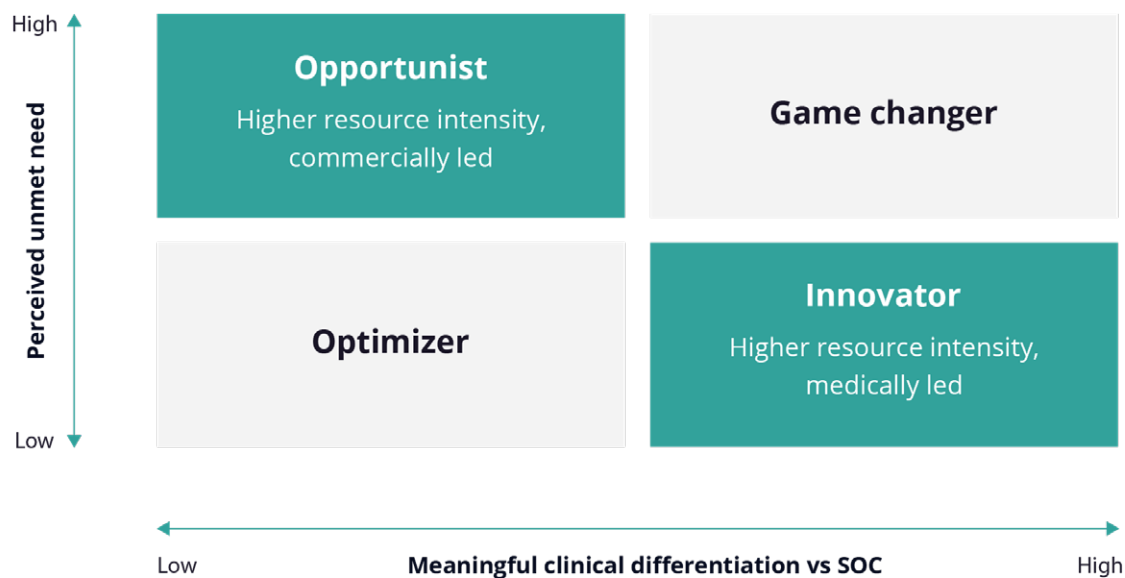 High
Perceived unmet need
Low
Opportunist
Higher resource intensity,
commercially led
Game changer
Optimizer
Innovator
Higher resource intensity,
medically led
Low
Meaningful clinical differentiation vs SOC
High